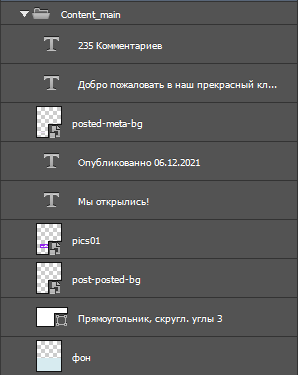 Content_main
235 Комментариев
Добро пожаловать в наш прекрасный кл...
posted-meta-bg
Опубликованно 06.12.2021
Мы открылись!
pics01
post-posted-bg
Прямоугольник, скругл. углы 3
фон